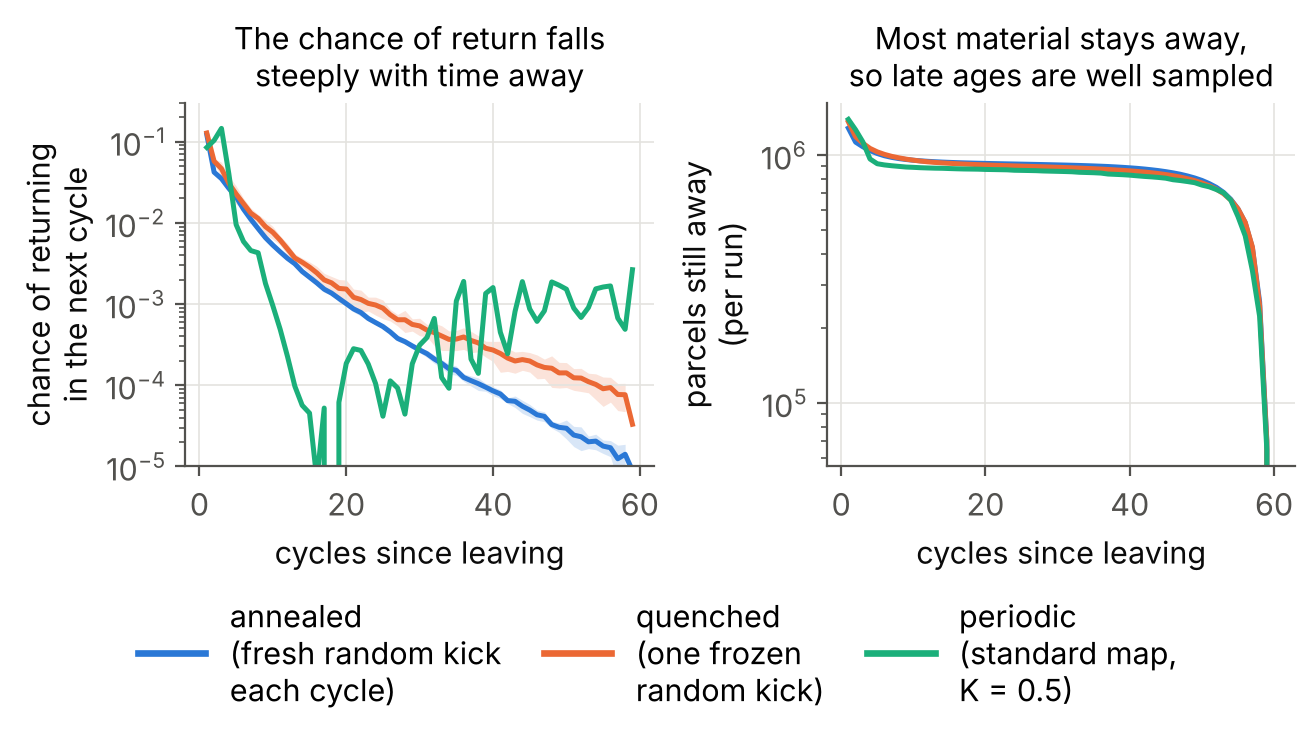 The chance of return falls
steeply with time away
chance of returning
in the next cycle
10⁻¹
10⁻²
10⁻³
10⁻⁴
10⁻⁵
0 20 40 60
cycles since leaving
Most material stays away,
so late ages are well sampled
parcels still away
(per run)
10⁶
10⁵
0 20 40 60
cycles since leaving
annealed
(fresh random kick
each cycle)
quenched
(one frozen
random kick)
periodic
(standard map,
K = 0.5)